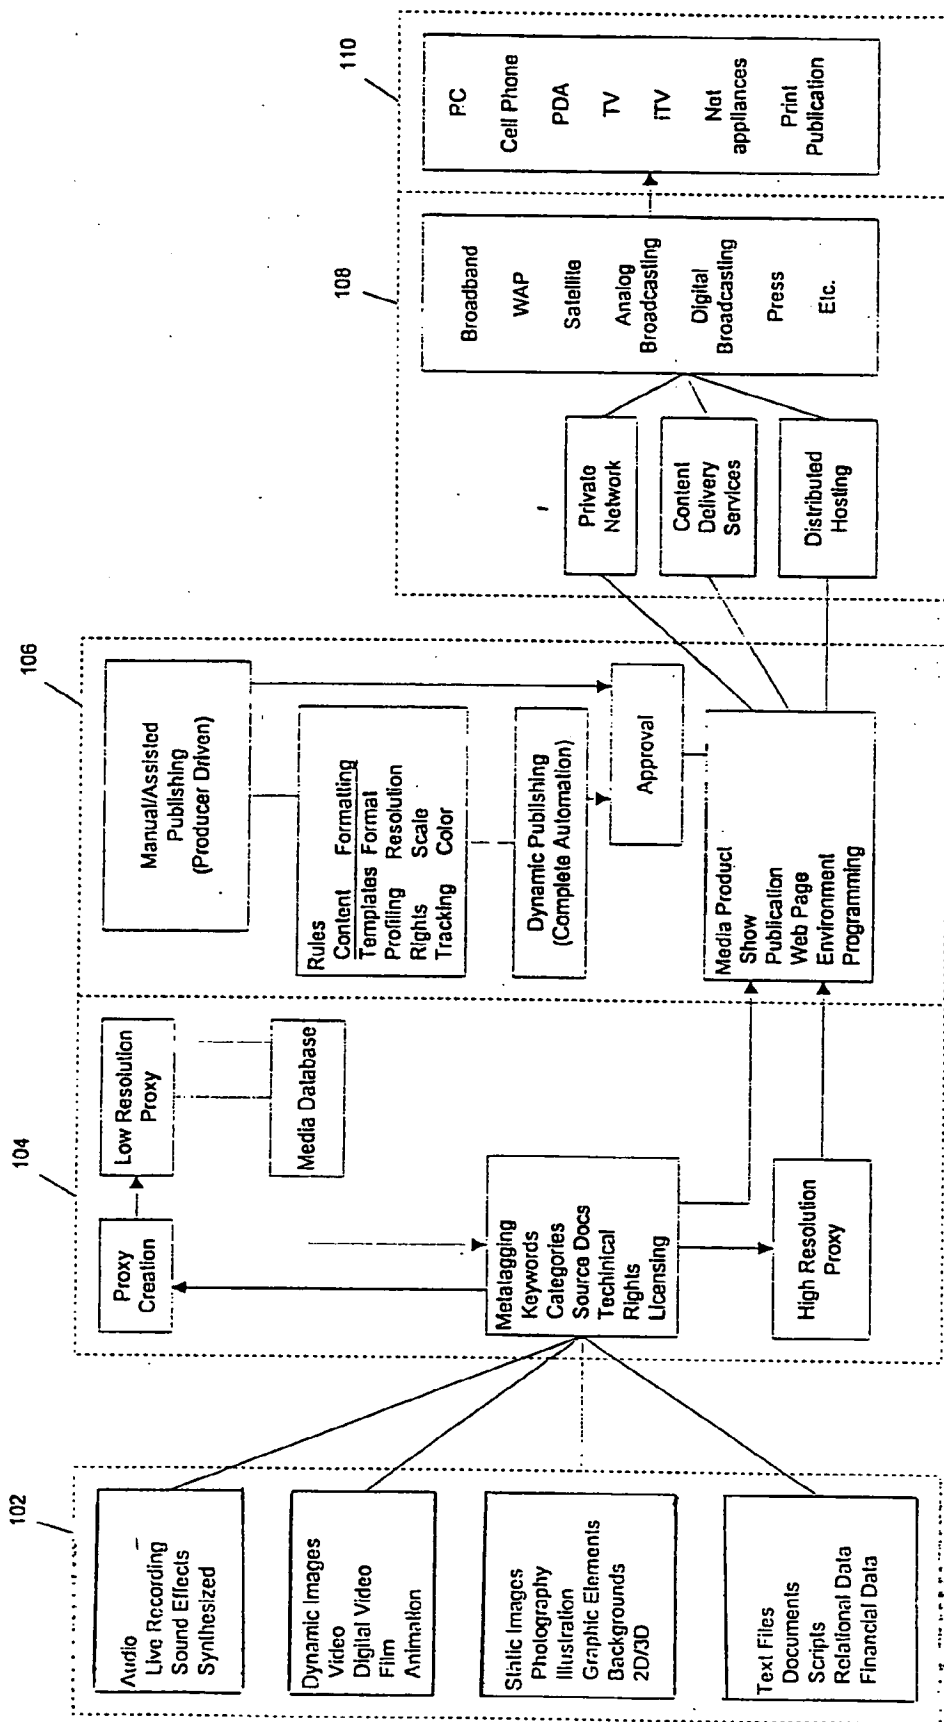 102
Audio
Live Recording
Sound Effects
Synthesized
Dynamic Images
Video
Digital Video
Film
Animation
Static Images
Photography
Illustration
Graphic Elements
Backgrounds
2D/3D
Text Files
Documents
Scripts
Relational Data
Financial Data
104
Proxy
Creation
Low Resolution
Proxy
Media Database
Metatagging
Keywords
Categories
Source Docs
Techinical
Rights
Licensing
High Resolution
Proxy
106
Manual/Assisted
Publishing
(Producer Driven)
Rules
Content Formatting
Templates Format
Profiling Resolution
Rights Scale
Tracking Color
Dynamic Publishing
(Complete Automation)
Approval
Media Product
Show
Publication
Web Page
Environment
Programming
108
Private
Network
Content
Delivery
Services
Distributed
Hosting
Broadband
WAP
Satellite
Analog
Broadcasting
Digital
Broadcasting
Press
Etc.
110
PC
Cell Phone
PDA
TV
iTV
Net
appliances
Print
Publication